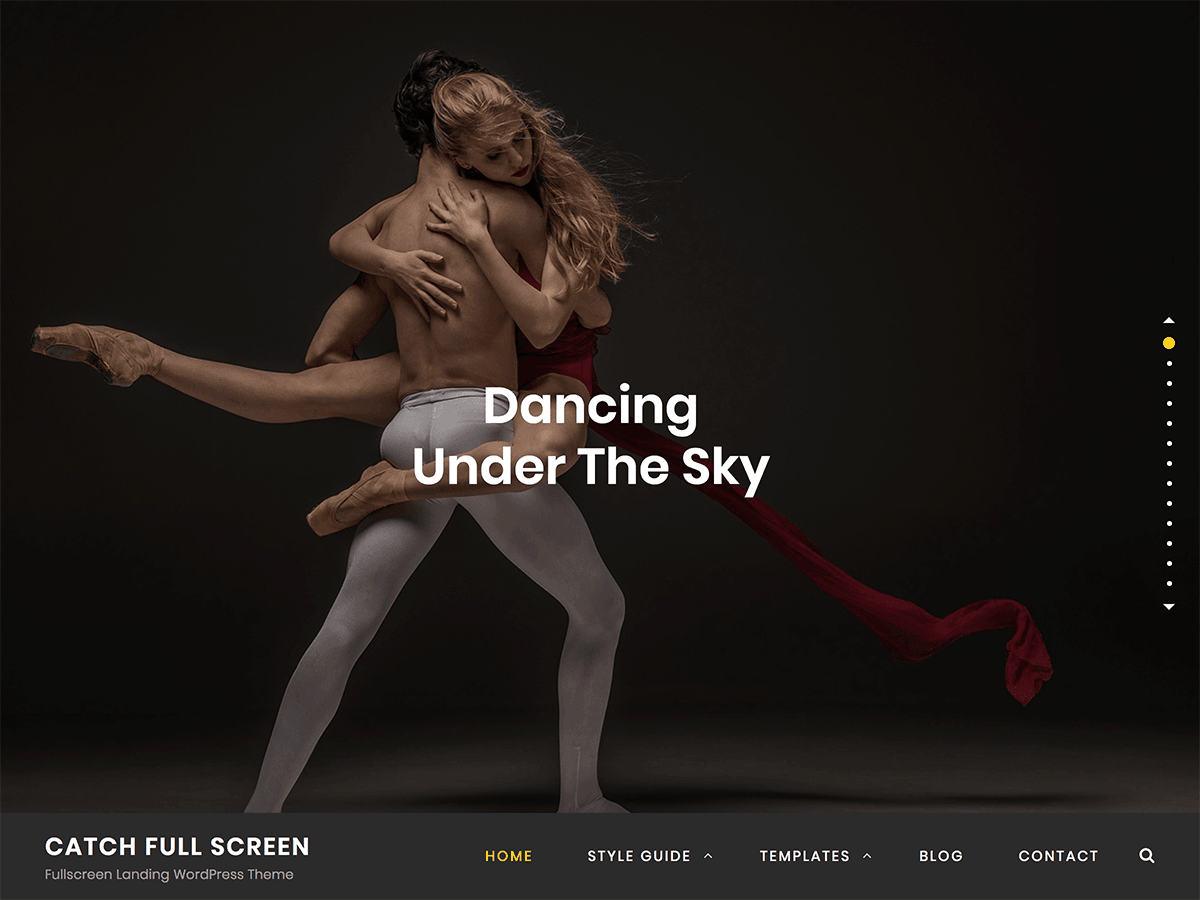 Dancing
Under The Sky
CATCH FULL SCREEN
Fullscreen Landing WordPress Theme
HOME STYLE GUIDE TEMPLATES BLOG CONTACT